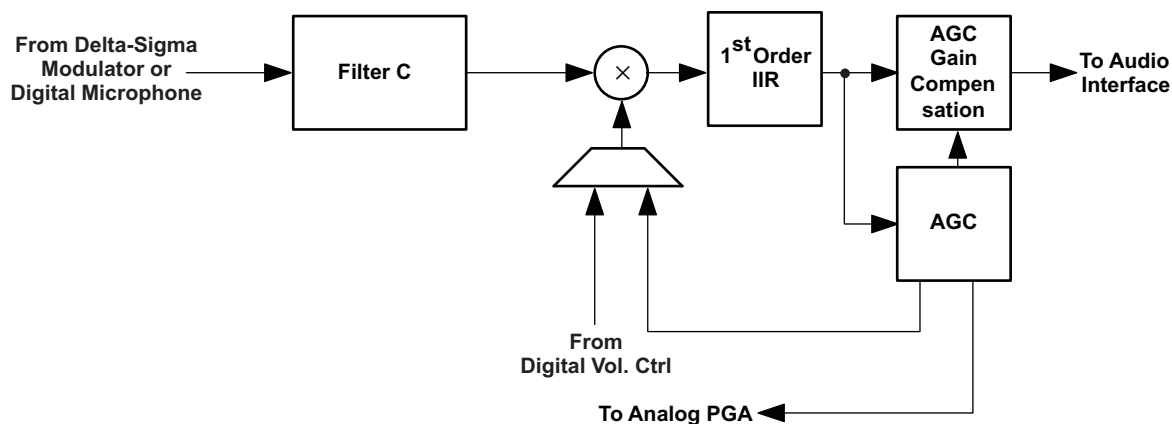 From Delta-Sigma
Modulator or
Digital Microphone
Filter C
×
1st Order
IIR
AGC
Gain
Compen
sation
To Audio
Interface
AGC
From
Digital Vol. Ctrl
To Analog PGA